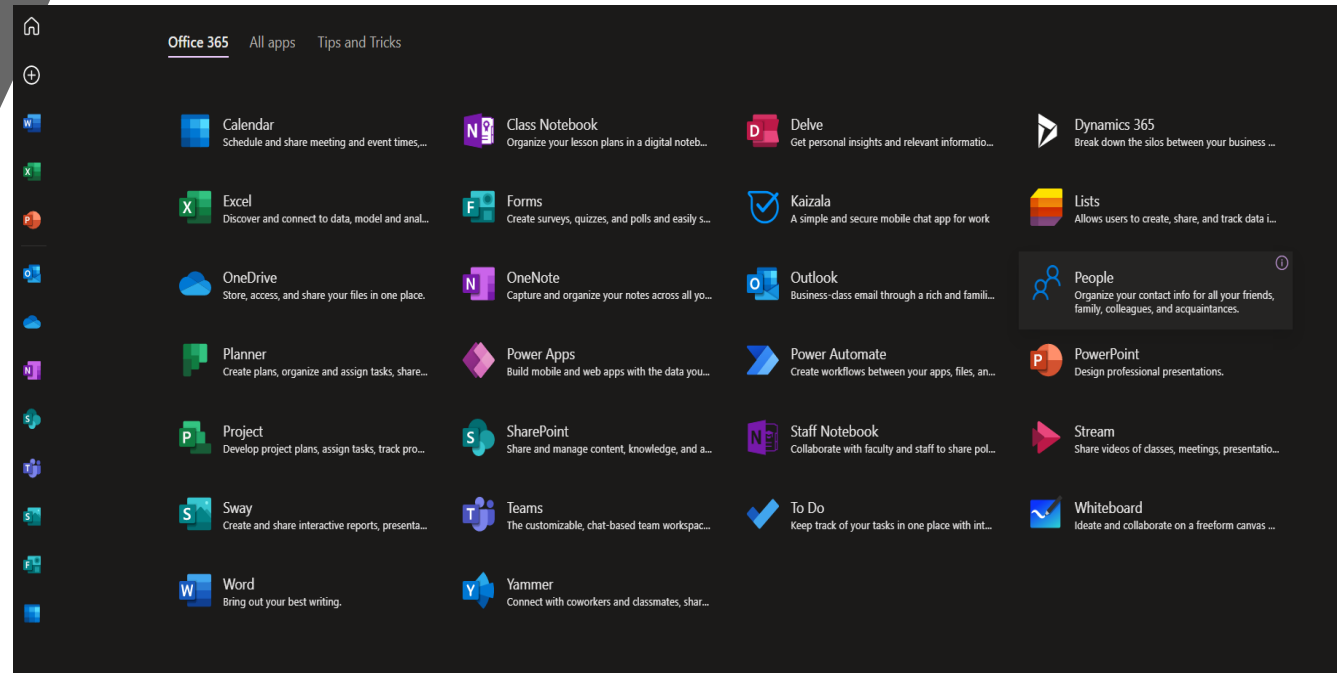 Office 365 All apps Tips and Tricks
Calendar
Schedule and share meeting and event times,...
Class Notebook
Organize your lesson plans in a digital noteb...
Delve
Get personal insights and relevant informatio...
Dynamics 365
Break down the silos between your business ...
Excel
Discover and connect to data, model and anal...
Forms
Create surveys, quizzes, and polls and easily s...
Kaizala
A simple and secure mobile chat app for work
Lists
Allows users to create, share, and track data i...
OneDrive
Store, access, and share your files in one place.
OneNote
Capture and organize your notes across all yo...
Outlook
Business-class email through a rich and famili...
People
Organize your contact info for all your friends,
family, colleagues, and acquaintances.
Planner
Create plans, organize and assign tasks, share...
Power Apps
Build mobile and web apps with the data you...
Power Automate
Create workflows between your apps, files, an...
PowerPoint
Design professional presentations.
Project
Develop project plans, assign tasks, track pro...
SharePoint
Share and manage content, knowledge, and a...
Staff Notebook
Collaborate with faculty and staff to share pol...
Stream
Share videos of classes, meetings, presentatio...
Sway
Create and share interactive reports, presenta...
Teams
The customizable, chat-based team workspac...
To Do
Keep track of your tasks in one place with int...
Whiteboard
Ideate and collaborate on a freeform canvas ...
Word
Bring out your best writing.
Yammer
Connect with coworkers and classmates, shar...